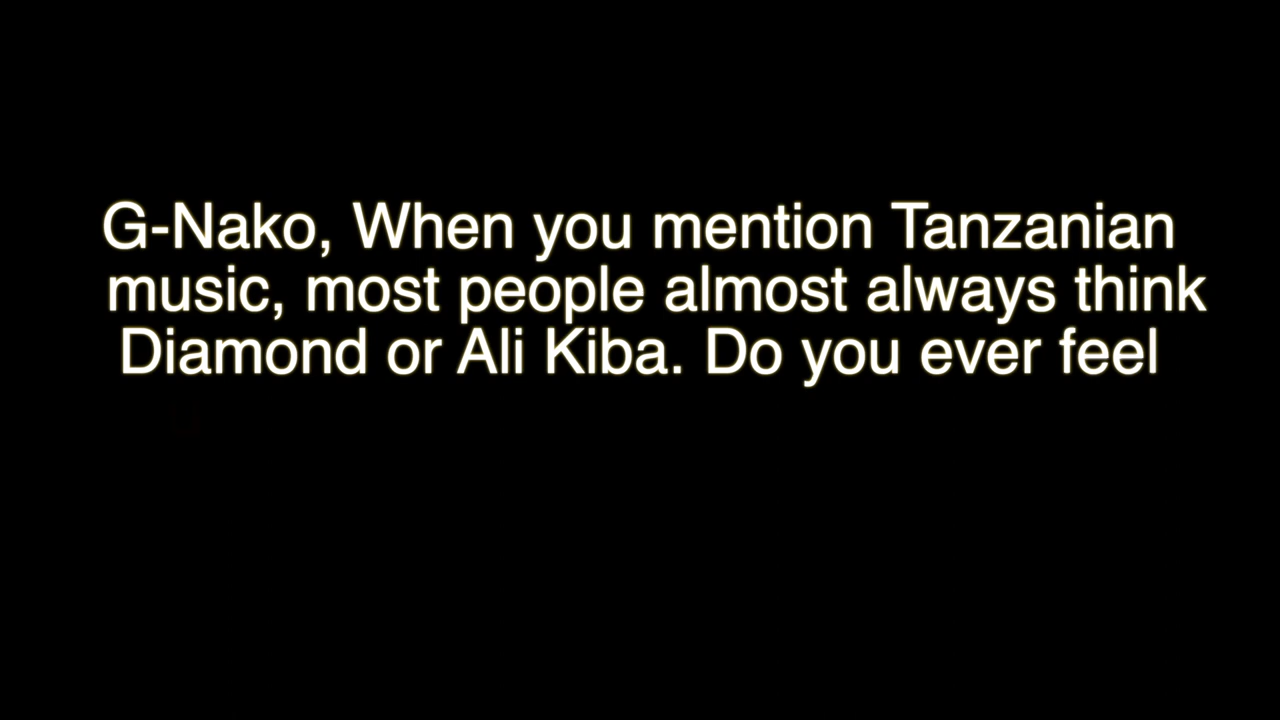 G-Nako, When you mention Tanzanian
music, most people almost always think
Diamond or Ali Kiba. Do you ever feel